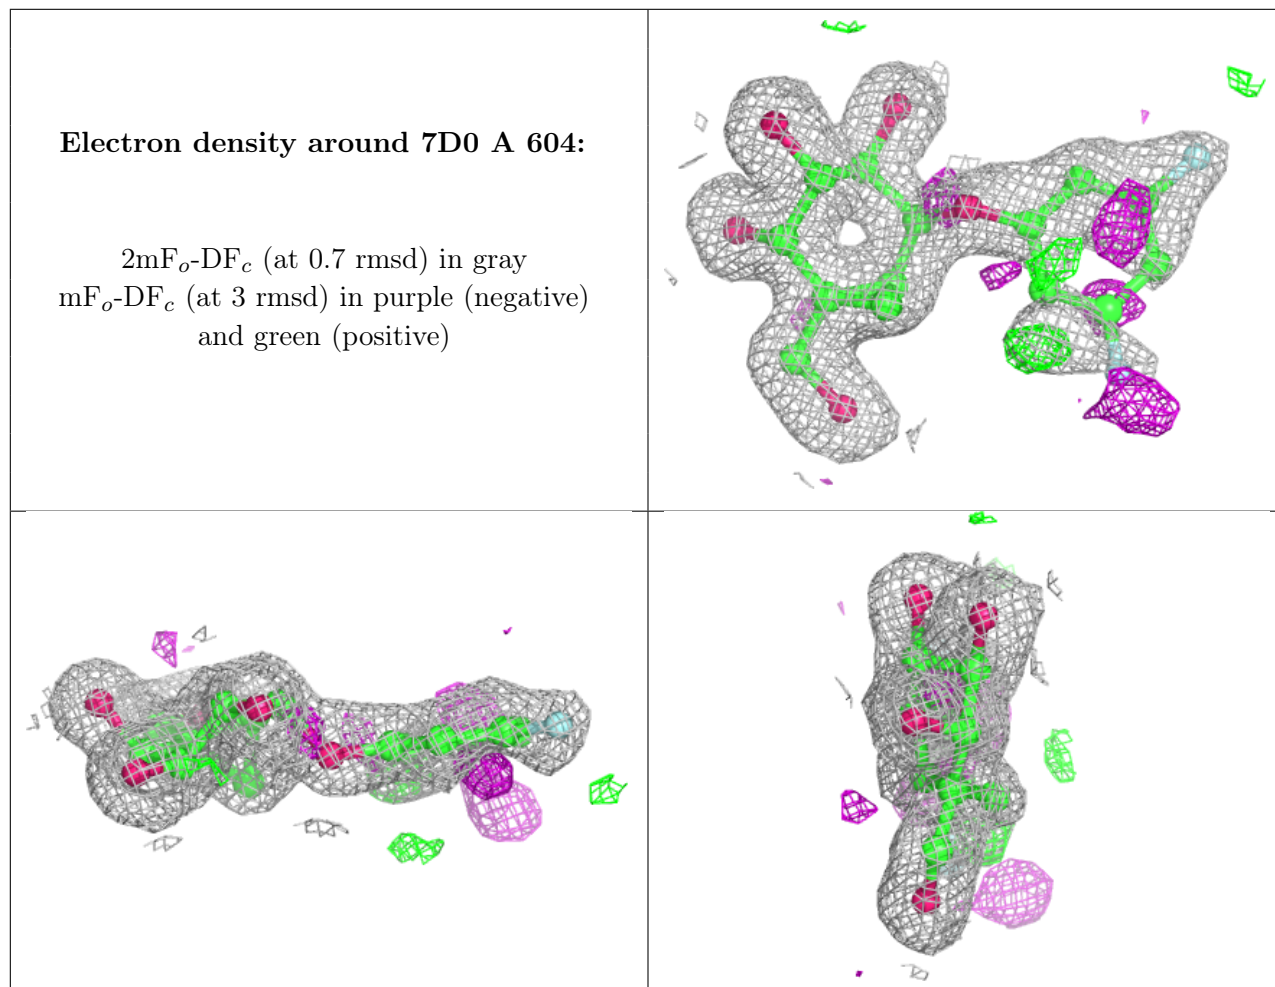 Electron density around 7D0 A 604:
2mFo-DFc (at 0.7 rmsd) in gray
mFo-DFc (at 3 rmsd) in purple (negative)
and green (positive)